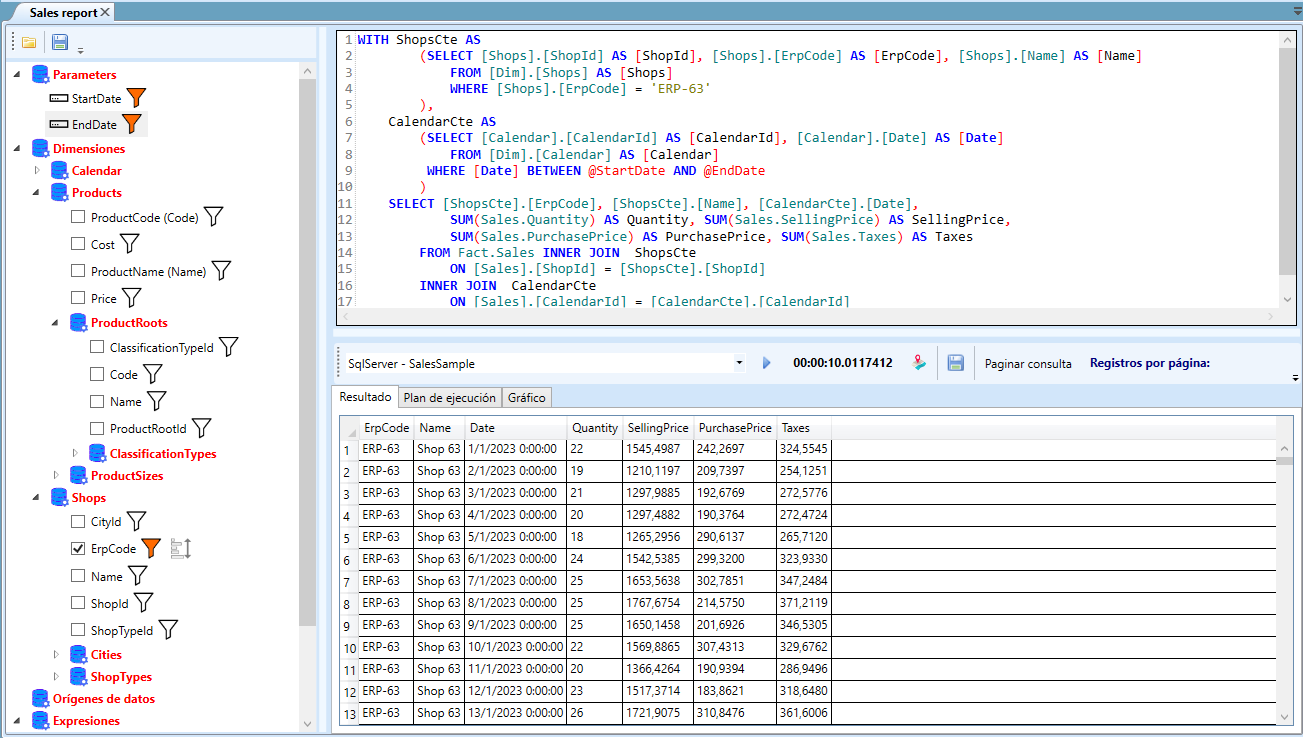 Sales report
Parameters
StartDate
EndDate
Dimensiones
Calendar
Products
ProductCode (Code)
Cost
ProductName (Name)
Price
ProductRoots
ClassificationTypeId
Code
Name
ProductRootId
ClassificationTypes
ProductSizes
Shops
CityId
ErpCode
Name
ShopId
ShopTypeId
Cities
ShopTypes
Orígenes de datos
Expresiones
1 WITH ShopsCte AS
2 (SELECT [Shops].[ShopId] AS [ShopId], [Shops].[ErpCode] AS [ErpCode], [Shops].[Name] AS [Name]
3 FROM [Dim].[Shops] AS [Shops]
4 WHERE [Shops].[ErpCode] = 'ERP-63'
5 ),
6 CalendarCte AS
7 (SELECT [Calendar].[CalendarId] AS [CalendarId], [Calendar].[Date] AS [Date]
8 FROM [Dim].[Calendar] AS [Calendar]
9 WHERE [Date] BETWEEN @StartDate AND @EndDate
10 )
11 SELECT [ShopsCte].[ErpCode], [ShopsCte].[Name], [CalendarCte].[Date],
12 SUM(Sales.Quantity) AS Quantity, SUM(Sales.SellingPrice) AS SellingPrice,
13 SUM(Sales.PurchasePrice) AS PurchasePrice, SUM(Sales.Taxes) AS Taxes
14 FROM Fact.Sales INNER JOIN ShopsCte
15 ON [Sales].[ShopId] = [ShopsCte].[ShopId]
16 INNER JOIN CalendarCte
17 ON [Sales].[CalendarId] = [CalendarCte].[CalendarId]
SqlServer - SalesSample 00:00:10.0117412 Paginar consulta Registros por página:
Resultado Plan de ejecución Gráfico
ErpCode Name Date Quantity SellingPrice PurchasePrice Taxes
1 ERP-63 Shop 63 1/1/2023 0:00:00 22 1545,4987 242,2697 324,5545
2 ERP-63 Shop 63 2/1/2023 0:00:00 19 1210,1197 209,7397 254,1251
3 ERP-63 Shop 63 3/1/2023 0:00:00 21 1297,9885 192,6769 272,5776
4 ERP-63 Shop 63 4/1/2023 0:00:00 20 1297,4882 190,3764 272,4724
5 ERP-63 Shop 63 5/1/2023 0:00:00 18 1265,2956 290,6137 265,7120
6 ERP-63 Shop 63 6/1/2023 0:00:00 24 1542,5385 299,3200 323,9330
7 ERP-63 Shop 63 7/1/2023 0:00:00 25 1653,5638 302,7851 347,2484
8 ERP-63 Shop 63 8/1/2023 0:00:00 25 1767,6754 214,5750 371,2119
9 ERP-63 Shop 63 9/1/2023 0:00:00 25 1650,1458 201,6926 346,5305
10 ERP-63 Shop 63 10/1/2023 0:00:00 22 1569,8865 307,4313 329,6762
11 ERP-63 Shop 63 11/1/2023 0:00:00 20 1366,4264 190,9394 286,9496
12 ERP-63 Shop 63 12/1/2023 0:00:00 23 1517,3714 183,8621 318,6480
13 ERP-63 Shop 63 13/1/2023 0:00:00 26 1721,9075 310,8476 361,6006